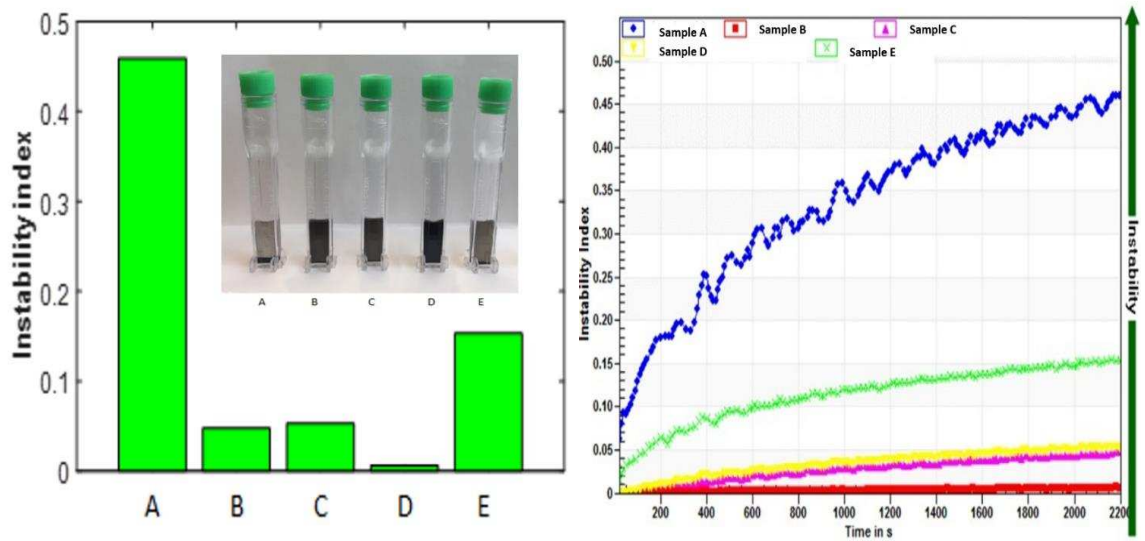 Instability index
0.5
0.4
0.3
0.2
0.1
0
A B C D E
A B C D E
Sample A Sample B Sample C
Sample D Sample E
Instability Index
0.50
0.45
0.40
0.35
0.30
0.25
0.20
0.15
0.10
0.05
0
200 400 600 800 1000 1200 1400 1600 1800 2000 2200
Time in s
Instability